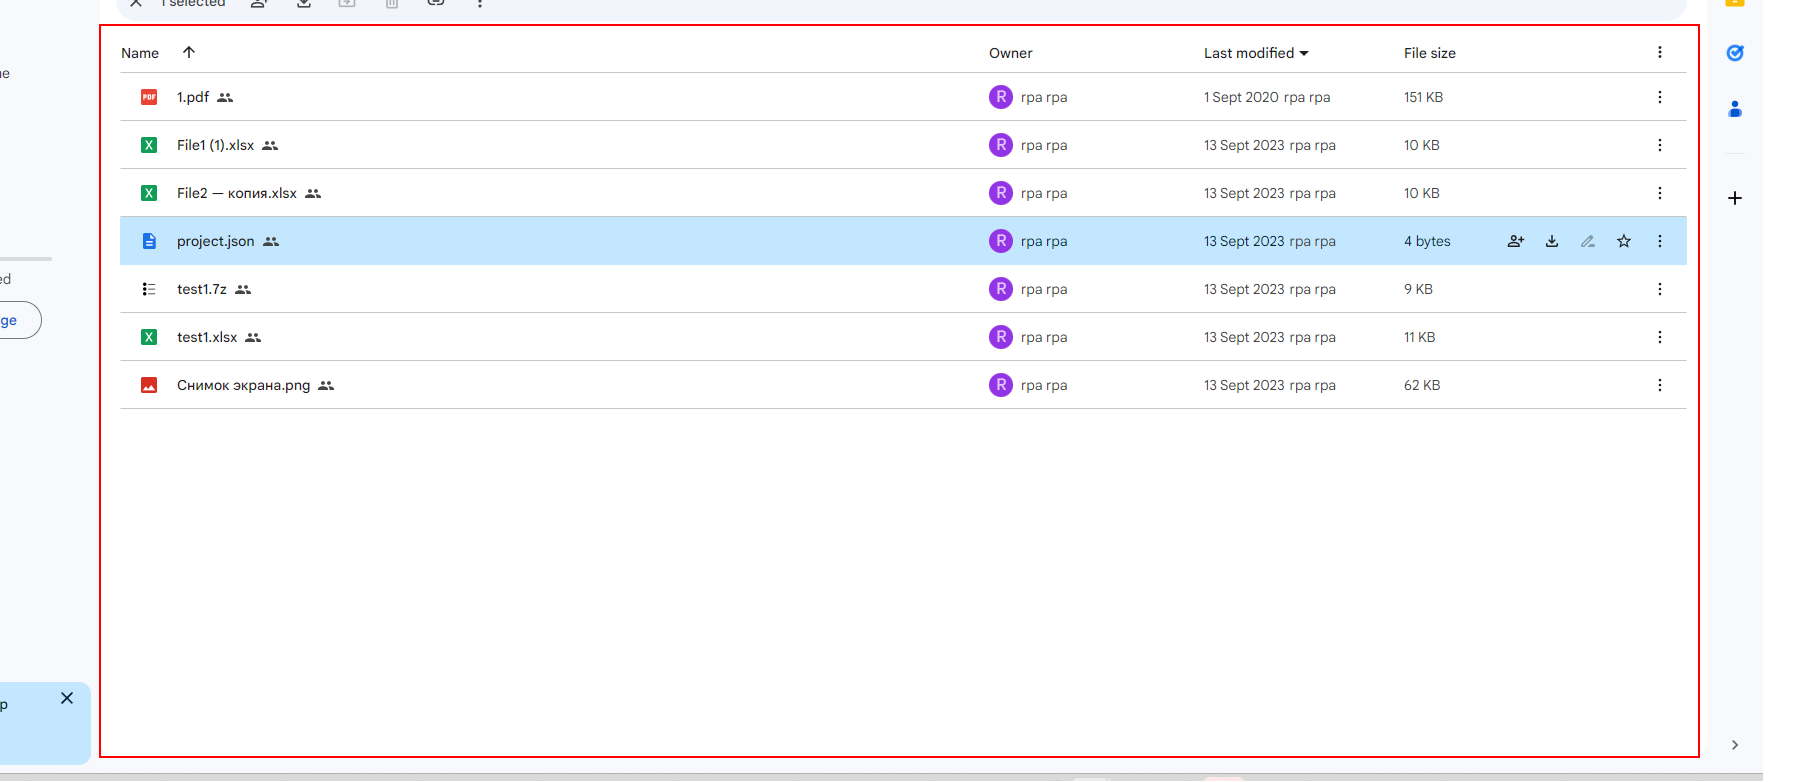 1 selected
Name Owner Last modified File size
1.pdf R rpa rpa 1 Sept 2020 rpa rpa 151 KB
File1 (1).xlsx R rpa rpa 13 Sept 2023 rpa rpa 10 KB
File2 — копия.xlsx R rpa rpa 13 Sept 2023 rpa rpa 10 KB
project.json R rpa rpa 13 Sept 2023 rpa rpa 4 bytes
test1.7z R rpa rpa 13 Sept 2023 rpa rpa 9 KB
test1.xlsx R rpa rpa 13 Sept 2023 rpa rpa 11 KB
Снимок экрана.png R rpa rpa 13 Sept 2023 rpa rpa 62 KB